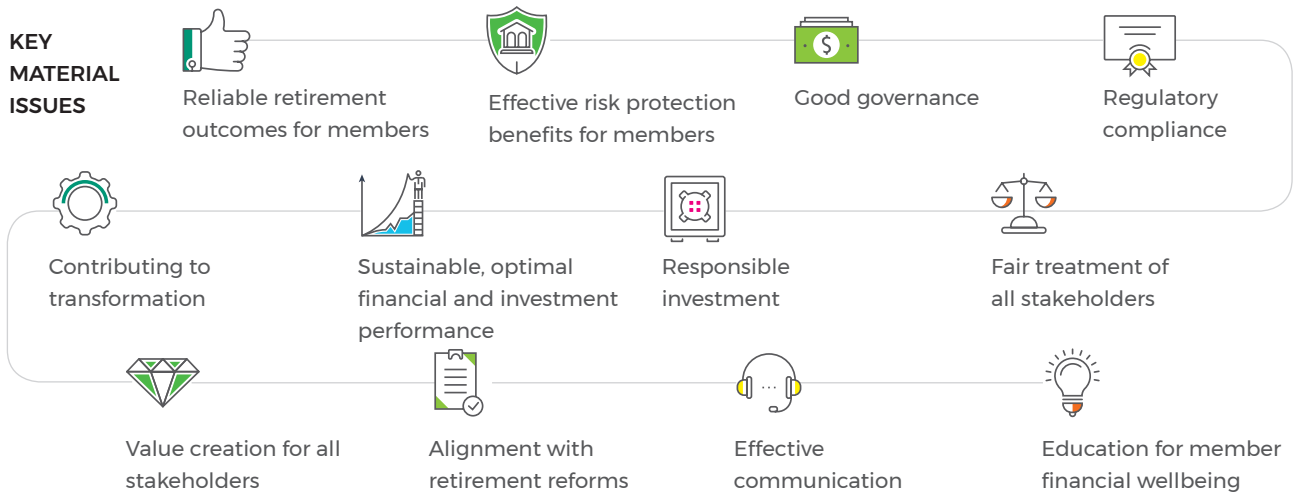 KEY
MATERIAL
ISSUES
Reliable retirement
outcomes for members
Effective risk protection
benefits for members
$
Good governance
Regulatory
compliance
Contributing to
transformation
Sustainable, optimal
financial and investment
performance
Responsible
investment
Fair treatment of
all stakeholders
Value creation for all
stakeholders
Alignment with
retirement reforms
Effective
communication
Education for member
financial wellbeing